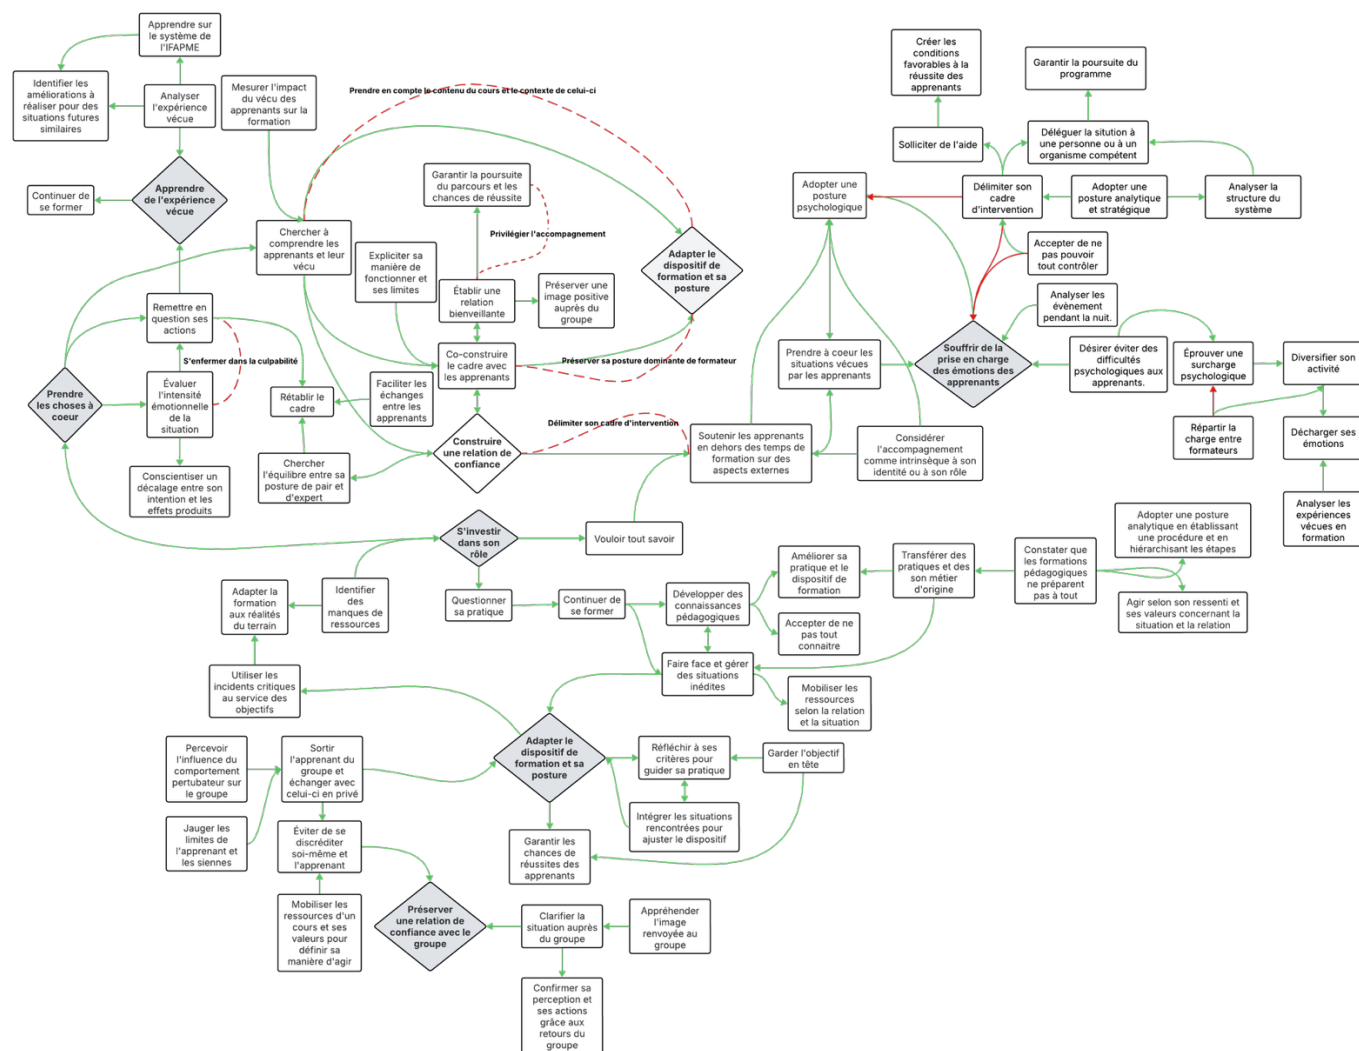 Apprendre sur
le système de
l'IFAPME
Identifier les
améliorations à
réaliser pour des
situations futures
similaires
Analyser
l'expérience
vécue
Mesurer l'impact
du vécu des
apprenants sur la
formation
Prendre en compte le contenu du cours et le contexte de celui-ci
Créer les
conditions
favorables à la
réussite des
apprenants
Garantir la poursuite du
programme
Solliciter de l'aide
Déléguer la sitution à
une personne ou à un
organisme compétent
Continuer de
se former
Apprendre
de l'expérience
vécue
Garantir la poursuite
du parcours et les
chances de réussite
Adopter une
posture
psychologique
Délimiter son
cadre
d'intervention
Adopter une
posture analytique
et stratégique
Analyser la
structure du
système
Chercher à
comprendre les
apprenants et leur
vécu
Privilégier l'accompagnement
Expliciter sa
manière de
fonctionner et
ses limites
Adapter le
dispositif de
formation et sa
posture
Accepter de ne
pas pouvoir
tout contrôler
Établir une
relation
bienveillante
Préserver une
image positive
auprès du
groupe
Analyser les
évènement
pendant la nuit.
Remettre en
question ses
actions
S'enfermer dans la culpabilité
Co-construire
le cadre avec
les apprenants
Préserver sa posture dominante de formateur
Prendre à coeur les
situations vécues
par les apprenants
Souffrir de la
prise en charge
des émotions des
apprenants
Désirer éviter des
difficultés
psychologiques aux
apprenants.
Éprouver une
surcharge
psychologique
Diversifier son
activité
Prendre
les choses à
coeur
Évaluer
l'intensité
émotionnelle
de la
situation
Rétablir le
cadre
Faciliter les
échanges
entre les
apprenants
Délimiter son cadre d'intervention
Construire
une relation de
confiance
Soutenir les apprenants
en dehors des temps de
formation sur des
aspects externes
Considérer
l'accompagnement
comme intrinsèque à son
identité ou à son rôle
Répartir la
charge entre
formateurs
Décharger ses
émotions
Conscientiser un
décalage entre son
intention et les
effets produits
Chercher
l'équilibre entre sa
posture de pair et
d'expert
Analyser les
expériences
vécues en
formation
S'investir
dans son
rôle
Vouloir tout savoir
Adopter une posture
analytique en établissant
une procédure et en
hiérarchisant les étapes
Adapter la
formation
aux réalités
du terrain
Identifier
des
manques de
ressources
Questionner
sa pratique
Continuer de
se former
Développer des
connaissances
pédagogiques
Améliorer sa
pratique et le
dispositif de
formation
Transférer des
pratiques et des
son métier
d'origine
Constater que
les formations
pédagogiques
ne préparent
pas à tout
Agir selon son ressenti et
ses valeurs concernant la
situation et la relation
Accepter de ne
pas tout
connaitre
Utiliser les
incidents critiques
au service des
objectifs
Faire face et gérer
des situations
inédites
Mobiliser les
ressources
selon la relation
et la situation
Percevoir
l'influence du
comportement
pertubateur sur
le groupe
Sortir
l'apprenant du
groupe et
échanger avec
celui-ci en privé
Adapter le
dispositif de
formation et sa
posture
Réfléchir à ses
critères pour
guider sa pratique
Garder l'objectif
en tête
Jauger les
limites de
l'apprenant et
les siennes
Éviter de se
discréditer
soi-même et
l'apprenant
Garantir les
chances de
réussites des
apprenants
Intégrer les situations
rencontrées pour
ajuster le dispositif
Mobiliser les
ressources d'un
cours et ses
valeurs pour
définir sa
manière d'agir
Préserver
une relation de
confiance avec le
groupe
Clarifier la
situation auprès
du groupe
Appréhender
l'image
renvoyée au
groupe
Confirmer sa
perception et
ses actions
grâce aux
retours du
groupe